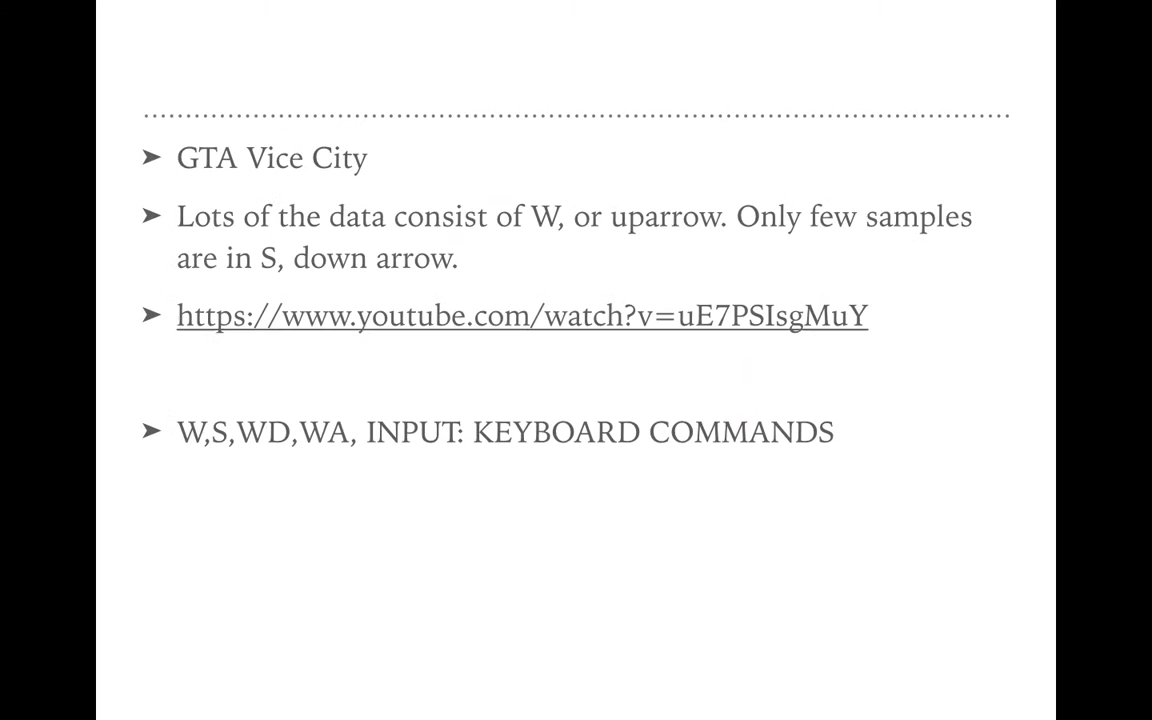 ➤ GTA Vice City
➤ Lots of the data consist of W, or uparrow. Only few samples
are in S, down arrow.
➤ https://www.youtube.com/watch?v=uE7PSIsgMuY
➤ W,S,WD,WA, INPUT: KEYBOARD COMMANDS